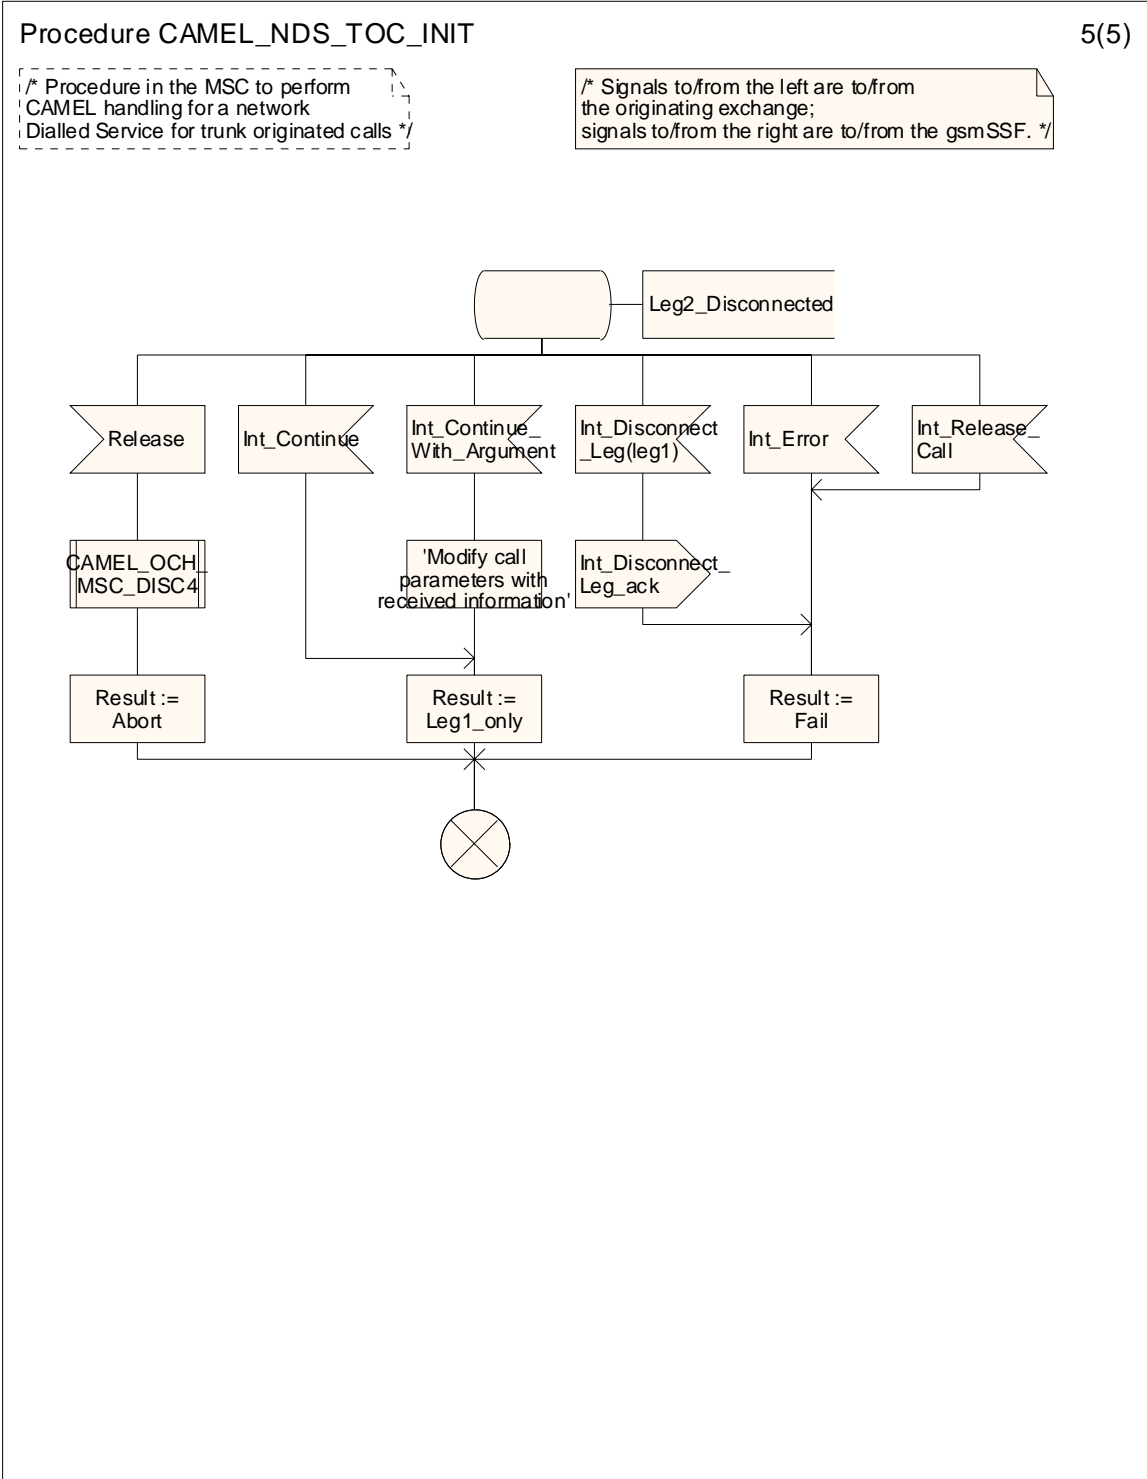 Procedure CAMEL_NDS_TOC_INIT
5(5)
/* Procedure in the MSC to perform
CAMEL handling for a network
Dialled Service for trunk originated calls */
/* Signals to/from the left are to/from
the originating exchange;
signals to/from the right are to/from the gsmSSF. */
Leg2_Disconnected
Release
Int_Continue
Int_Continue_
With_Argument
Int_Disconnect
_Leg(leg1)
Int_Error
Int_Release_
Call
CAMEL_OCH_
MSC_DISC4
'Modify call
parameters with
received information'
Int_Disconnect_
Leg_ack
Result :=
Abort
Result :=
Leg1_only
Result :=
Fail